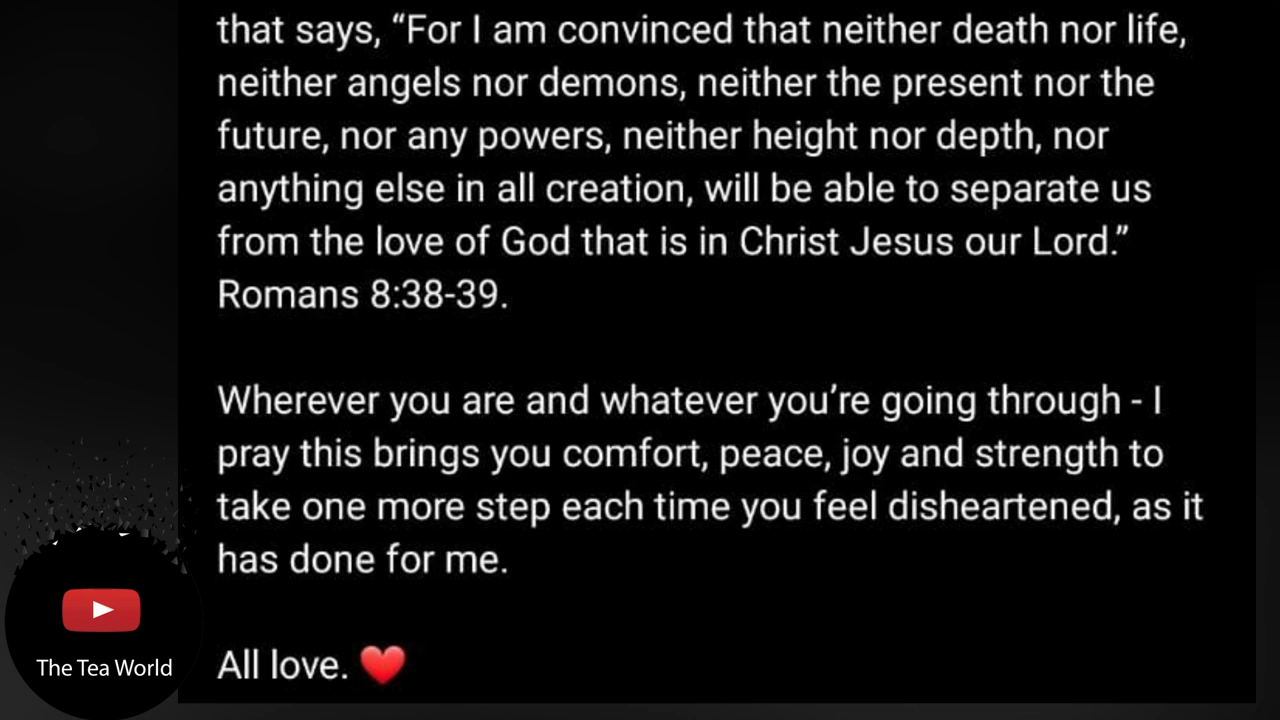 that says, “For I am convinced that neither death nor life,
neither angels nor demons, neither the present nor the
future, nor any powers, neither height nor depth, nor
anything else in all creation, will be able to separate us
from the love of God that is in Christ Jesus our Lord.”
Romans 8:38-39.
Wherever you are and whatever you’re going through - I
pray this brings you comfort, peace, joy and strength to
take one more step each time you feel disheartened, as it
has done for me.
All love. ❤️
The Tea World